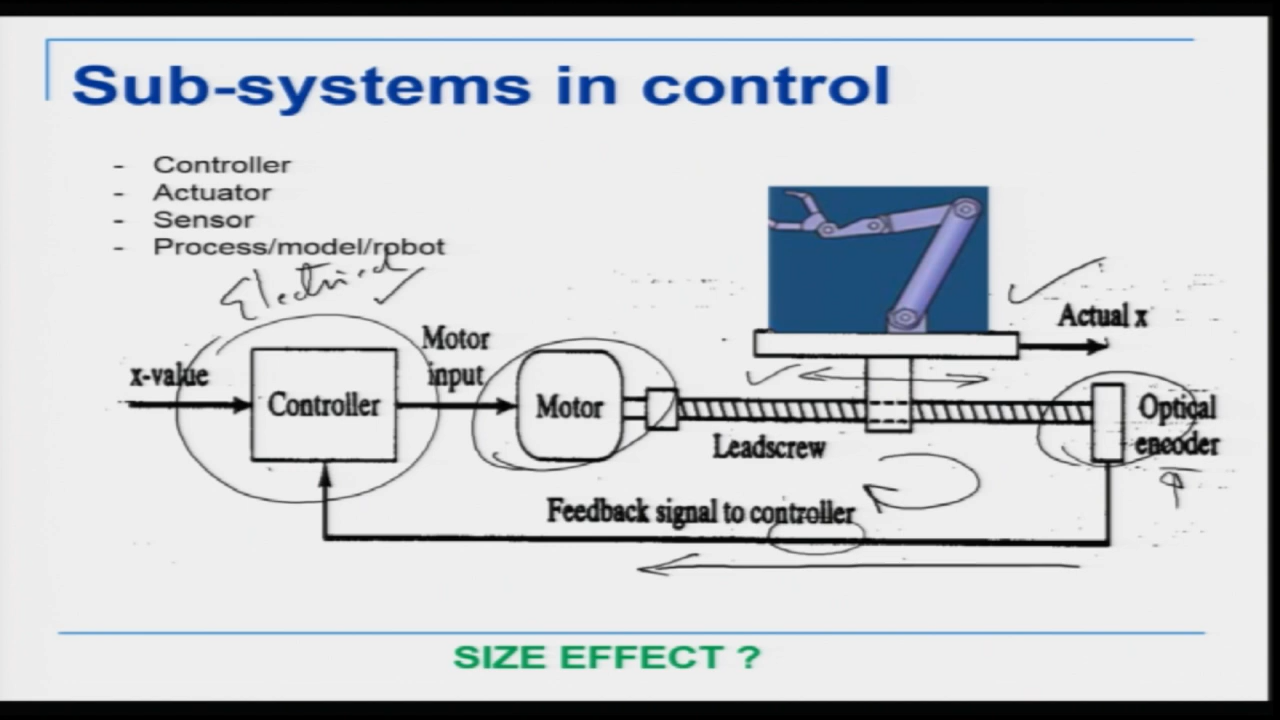 Sub-systems in control
- Controller
- Actuator
- Sensor
- Process/model/robot
Electrical
Motor
input
x-value
Controller
Motor
Leadscrew
Actual x
Optical
encoder
Feedback signal to controller
SIZE EFFECT ?